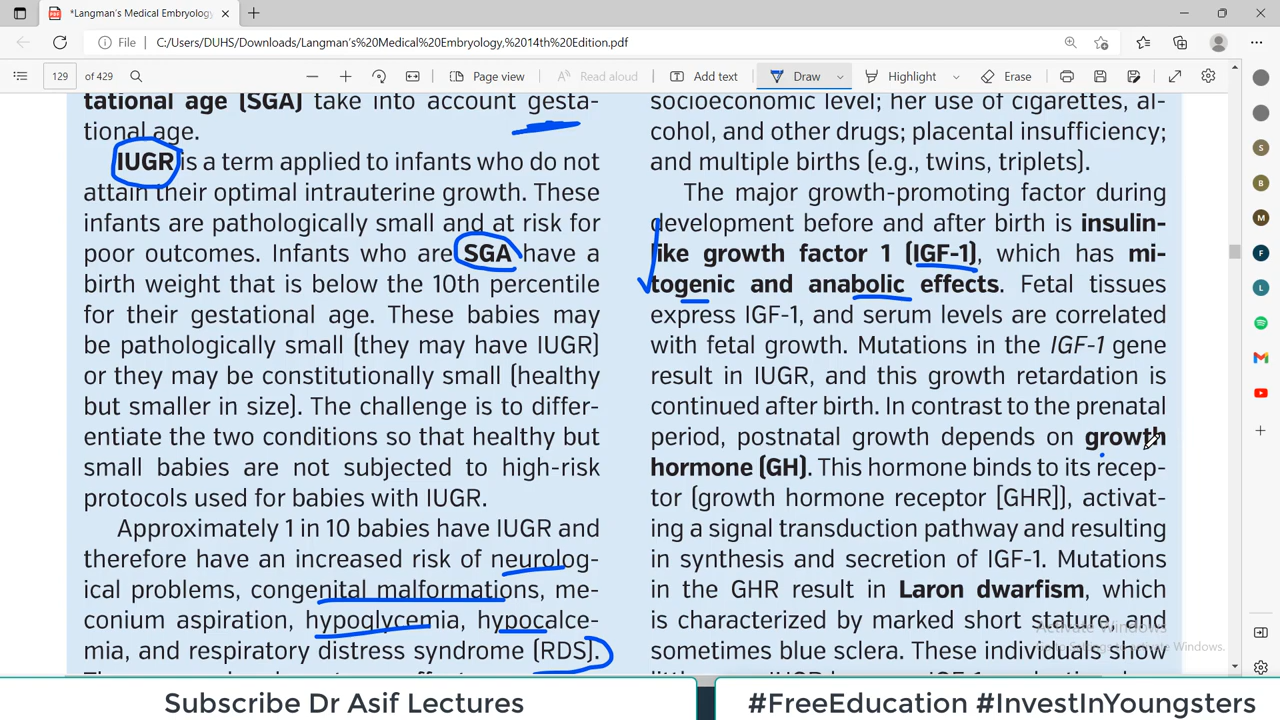 *Langman's Medical Embryology,
File
C:/Users/DUHS/Downloads/Langman's%20Medical%20Embryology,%2014th%20Edition.pdf
129 of 429
Page view
Read aloud
Add text
Draw
Highlight
Erase
tational age (SGA) take into account gesta-
tional age.
IUGR is a term applied to infants who do not
attain their optimal intrauterine growth. These
infants are pathologically small and at risk for
poor outcomes. Infants who are SGA have a
birth weight that is below the 10th percentile
for their gestational age. These babies may
be pathologically small (they may have IUGR)
or they may be constitutionally small (healthy
but smaller in size). The challenge is to differ-
entiate the two conditions so that healthy but
small babies are not subjected to high-risk
protocols used for babies with IUGR.
Approximately 1 in 10 babies have IUGR and
therefore have an increased risk of neurolog-
ical problems, congenital malformations, me-
conium aspiration, hypoglycemia, hypocalce-
mia, and respiratory distress syndrome (RDS).
socioeconomic level; her use of cigarettes, al-
cohol, and other drugs; placental insufficiency;
and multiple births (e.g., twins, triplets).
The major growth-promoting factor during
development before and after birth is insulin-
like growth factor 1 (IGF-1), which has mi-
togenic and anabolic effects. Fetal tissues
express IGF-1, and serum levels are correlated
with fetal growth. Mutations in the IGF-1 gene
result in IUGR, and this growth retardation is
continued after birth. In contrast to the prenatal
period, postnatal growth depends on growth
hormone (GH). This hormone binds to its recep-
tor (growth hormone receptor [GHR]), activat-
ing a signal transduction pathway and resulting
in synthesis and secretion of IGF-1. Mutations
in the GHR result in Laron dwarfism, which
is characterized by marked short stature, and
sometimes blue sclera. These individuals show
Activate Windows
Subscribe Dr Asif Lectures
#FreeEducation #InvestInYoungsters